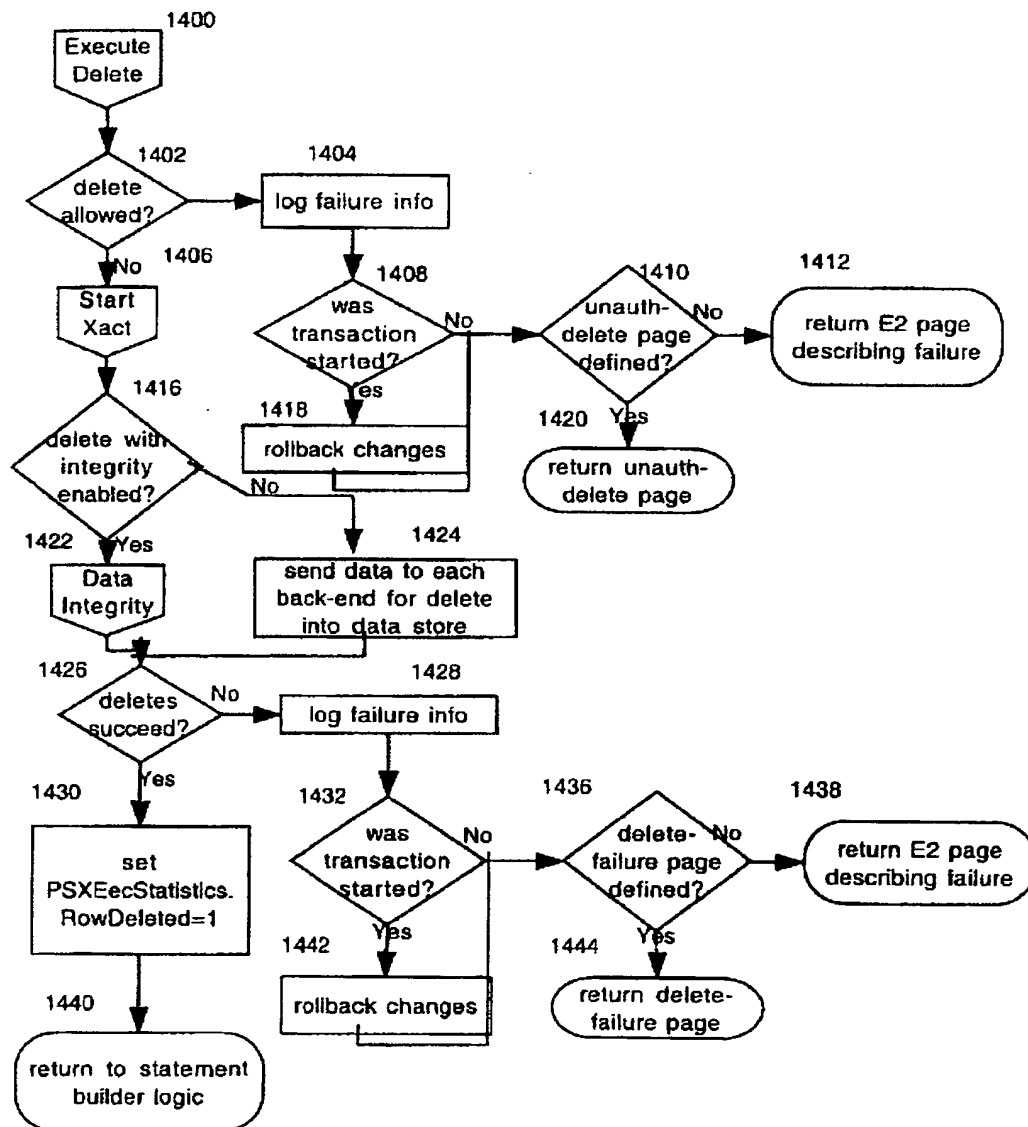 1400
Execute
Delete
1402
delete
allowed?
1404
log failure info
No
1406
Start
Xact
1408
was
transaction
started?
No
Yes
1410
unauth-
delete page
defined?
No
Yes
1412
return E2 page
describing failure
1416
delete with
integrity
enabled?
No
Yes
1418
rollback changes
1420
return unauth-
delete page
1422
Data
Integrity
1424
send data to each
back-end for delete
into data store
1426
deletes
succeed?
No
Yes
1428
log failure info
1430
set
PSXEecStatistics.
RowDeleted=1
1432
was
transaction
started?
No
Yes
1436
delete-
failure page
defined?
No
Yes
1438
return E2 page
describing failure
1440
return to statement
builder logic
1442
rollback changes
1444
return delete-
failure page